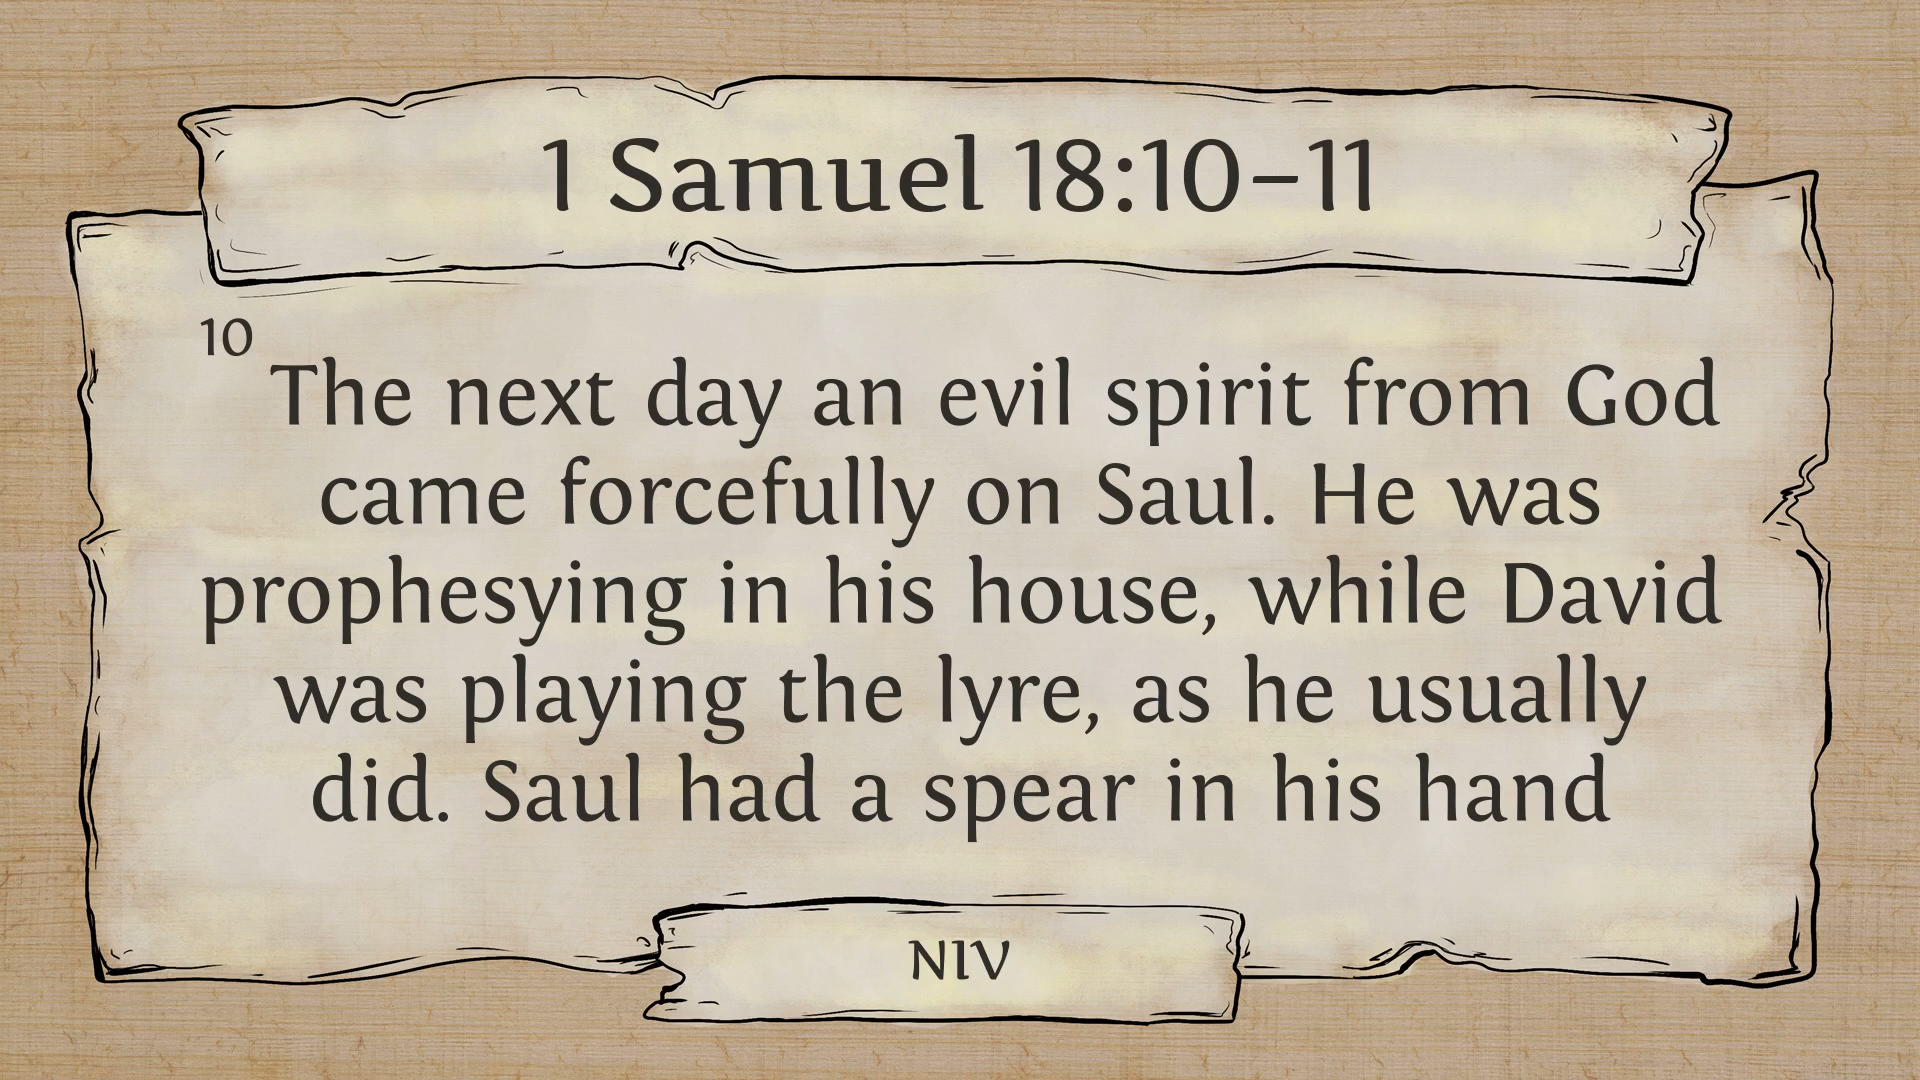 1 Samuel 18:10–11
10 The next day an evil spirit from God
came forcefully on Saul. He was
prophesying in his house, while David
was playing the lyre, as he usually
did. Saul had a spear in his hand
NIV